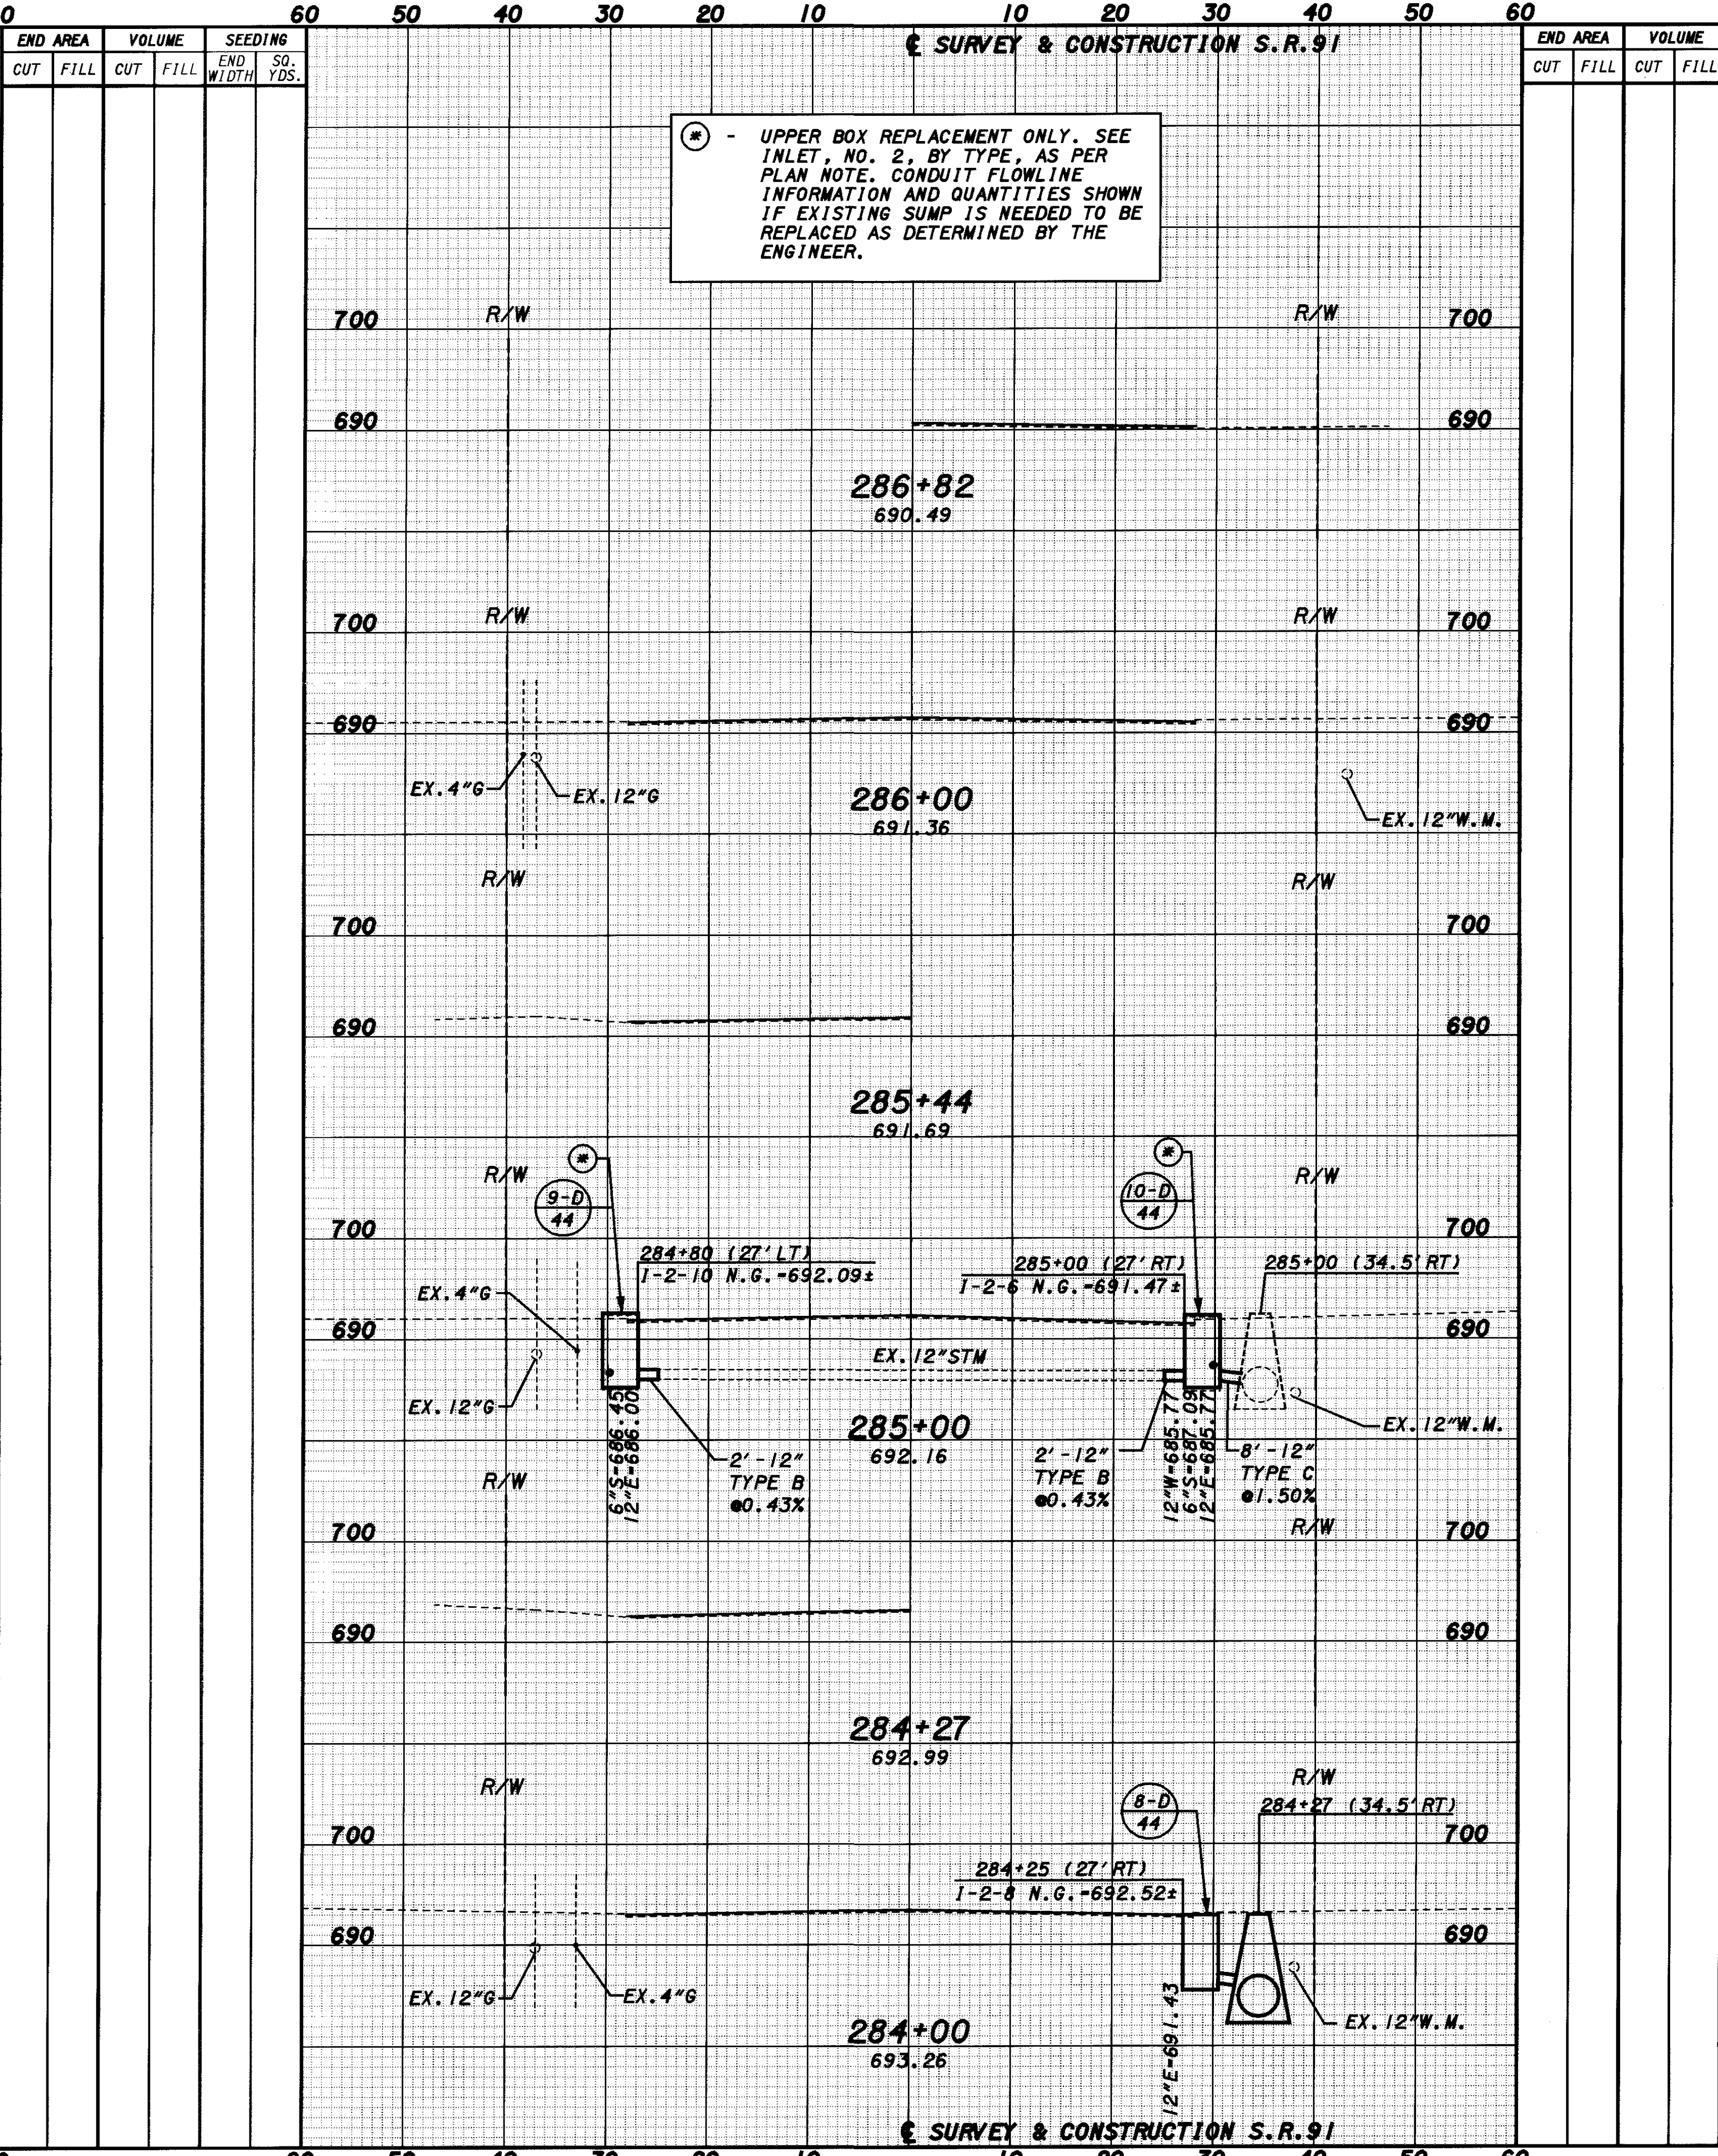 0 60 50 40 30 20 10 10 20 30 40 50 60
END AREA VOLUME SEEDING
CUT FILL CUT FILL END WIDTH SQ. YDS.
℄ SURVEY & CONSTRUCTION S.R.91
END AREA VOLUME
CUT FILL CUT FILL
* - UPPER BOX REPLACEMENT ONLY. SEE
INLET, NO. 2, BY TYPE, AS PER
PLAN NOTE. CONDUIT FLOWLINE
INFORMATION AND QUANTITIES SHOWN
IF EXISTING SUMP IS NEEDED TO BE
REPLACED AS DETERMINED BY THE
ENGINEER.
R/W R/W
700 700
690 690
286+82
690.49
R/W R/W
700 700
690 690
EX.4"G
EX.12"G
286+00
691.36
EX.12"W.M.
R/W R/W
700 700
690 690
285+44
691.69
* *
R/W R/W
9-D
44
10-D
44
700 700
284+80 (27'LT)
I-2-10 N.G.=692.09±
285+00 (27'RT)
I-2-6 N.G.=691.47±
285+00 (34.5'RT)
EX.4"G
690 690
EX.12"STM
EX.12"G
6"S=686.45
12"E=686.00
285+00
692.16
12"W=685.77
6"S=687.09
12"E=685.77
EX.12"W.M.
2'-12"
TYPE B
@0.43%
2'-12"
TYPE B
@0.43%
8'-12"
TYPE C
@1.50%
R/W R/W
700 700
690 690
284+27
692.99
R/W R/W
8-D
44
284+27 (34.5'RT)
700 700
284+25 (27'RT)
I-2-8 N.G.=692.52±
690 690
EX.12"G
EX.4"G
12"E=691.43
284+00
693.26
EX.12"W.M.
℄ SURVEY & CONSTRUCTION S.R.91